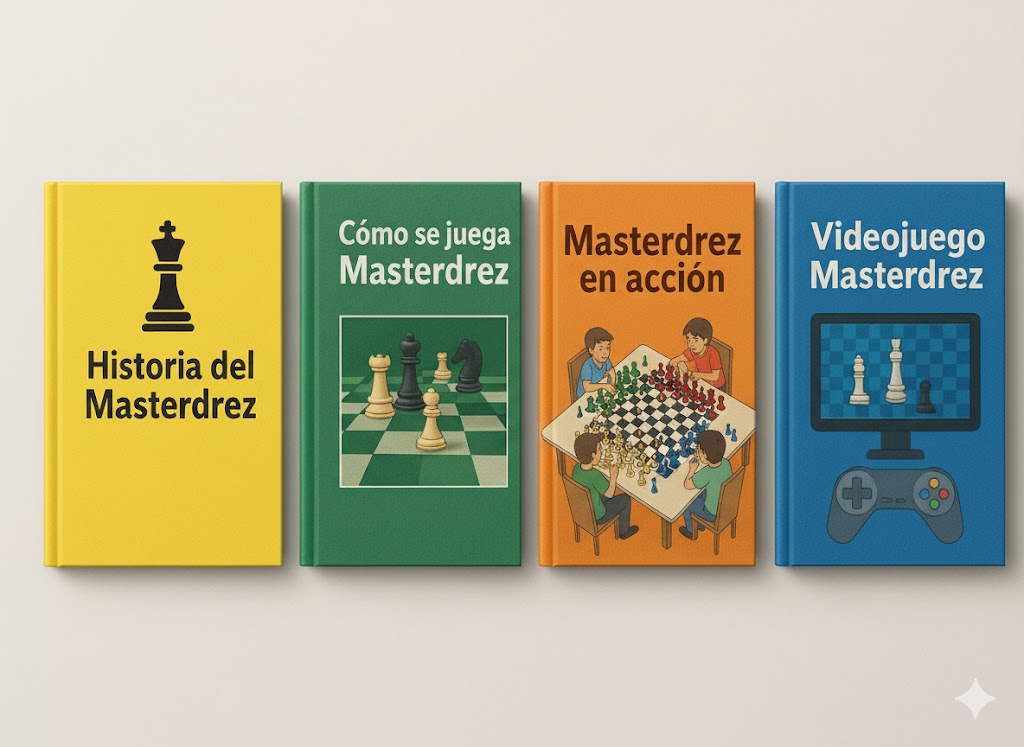 Historia del
Masterdrez
Cómo se juega
Masterdrez
Masterdrez
en acción
Videojuego
Masterdrez